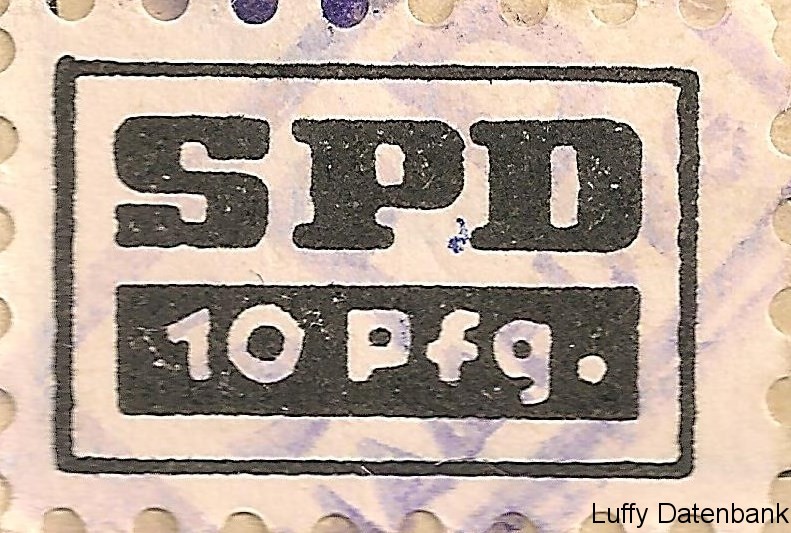 SPD
10 Pfg.
Luffy Datenbank